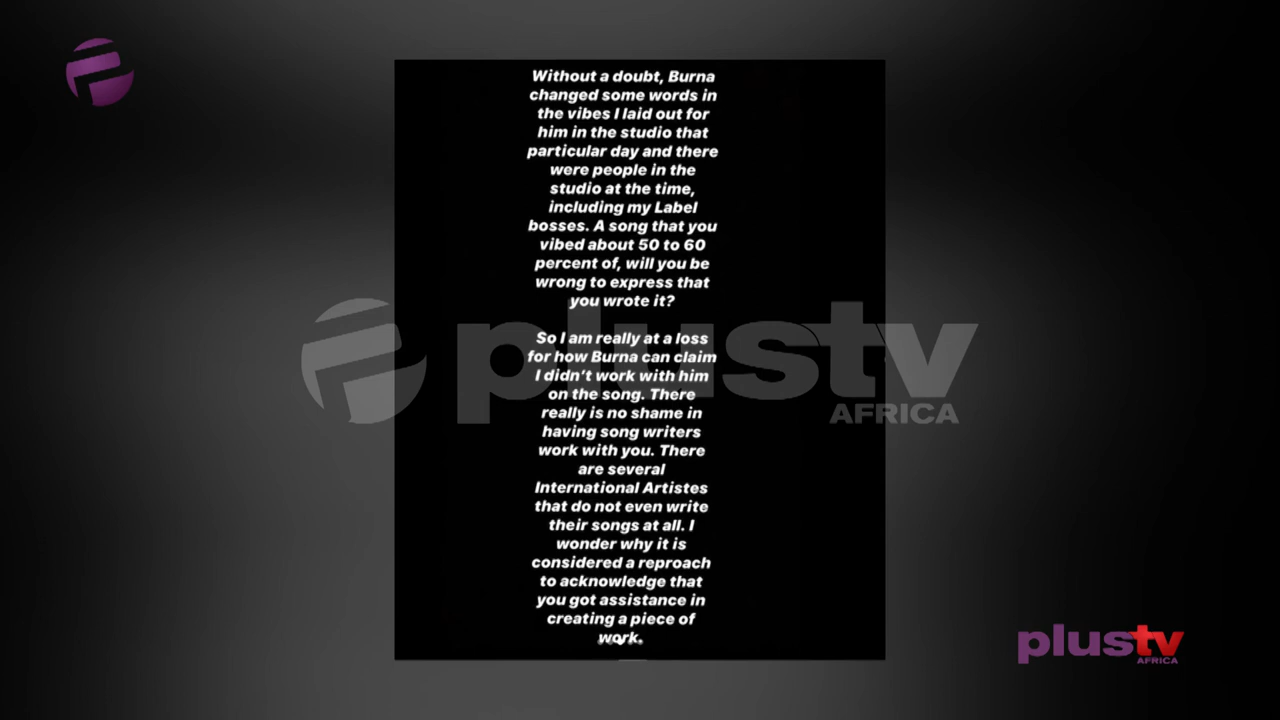 Without a doubt, Burna
changed some words in
the vibes I laid out for
him in the studio that
particular day and there
were people in the
studio at the time,
including my Label
bosses. A song that you
vibed about 50 to 60
percent of, will you be
wrong to express that
you wrote it?
So I am really at a loss
for how Burna can claim
I didn't work with him
on the song. There
really is no shame in
having song writers
work with you. There
are several
International Artistes
that do not even write
their songs at all. I
wonder why it is
considered a reproach
to acknowledge that
you got assistance in
creating a piece of
work.
plustv
AFRICA
plustv
AFRICA